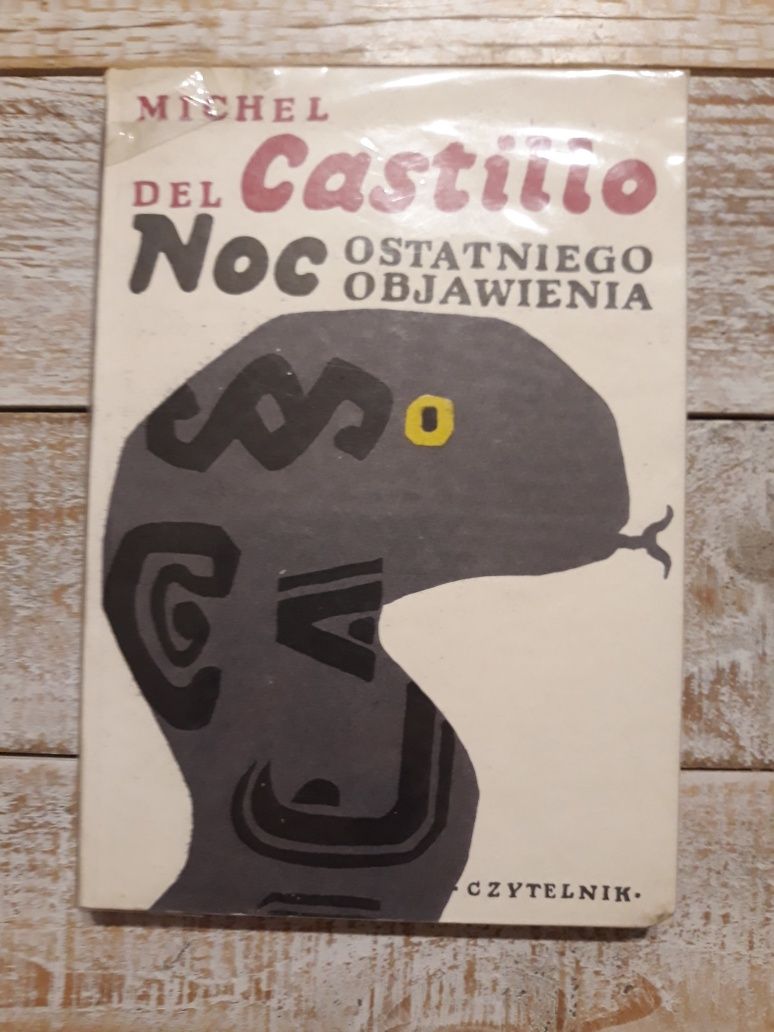 MICHEL
DEL Castillo
Noc OSTATNIEGO
OBJAWIENIA
·CZYTELNIK·